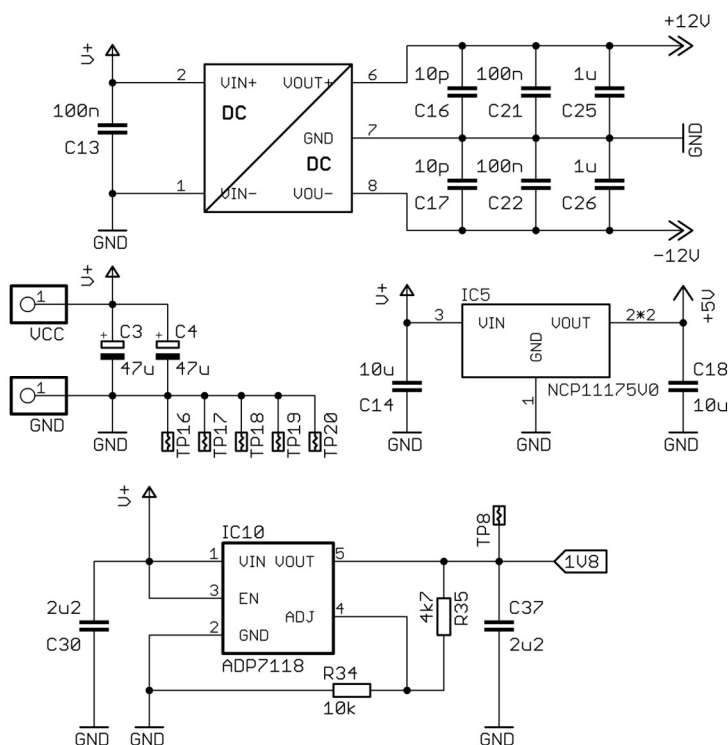 +12V
V+
2 VIN+ VOUT+ 6
10p 100n 1u
DC
C16 C21 C25
100n
GND 7
GND
C13
DC
10p 100n 1u
1 VIN- VOU- 8
C17 C22 C26
GND
-12V
V+
1
VCC
+ C3 + C4
47u 47u
1
GND
GND
TP16 TP17 TP18 TP19 TP20
V+
IC5
+5V
3 VIN VOUT 2*2
GND
10u
C14
1
NCP11175V0
C18
10u
GND GND GND
V+
IC10
TP8
1 VIN VOUT 5
1V8
3 EN
4k7 R35
2u2
C30
ADJ 4
2 GND
C37
2u2
ADP7118
R34
10k
GND GND GND